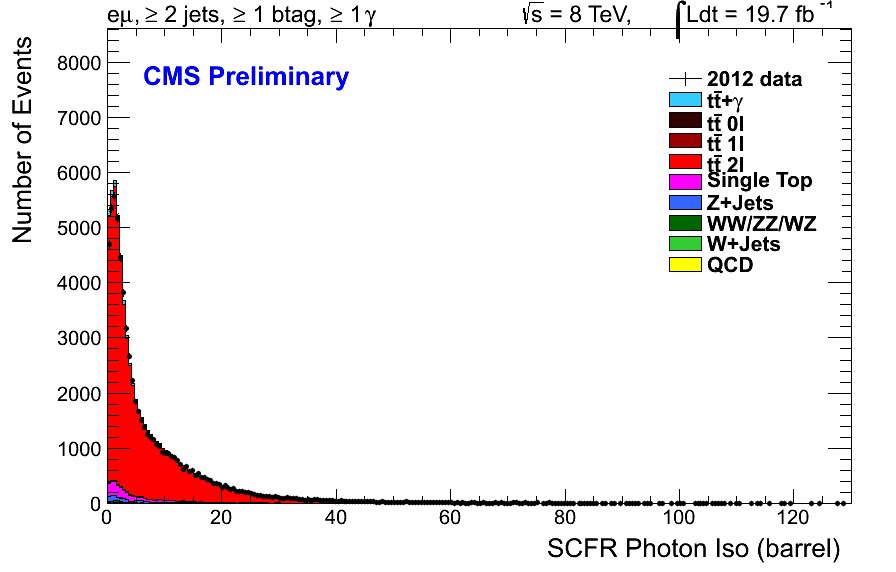 eμ, ≥ 2 jets, ≥ 1 btag, ≥ 1 γ
√s = 8 TeV, ∫Ldt = 19.7 fb⁻¹
CMS Preliminary
Number of Events
8000
7000
6000
5000
4000
3000
2000
1000
0
2012 data
tt̄+γ
tt̄ 0l
tt̄ 1l
tt̄ 2l
Single Top
Z+Jets
WW/ZZ/WZ
W+Jets
QCD
0 20 40 60 80 100 120
SCFR Photon Iso (barrel)